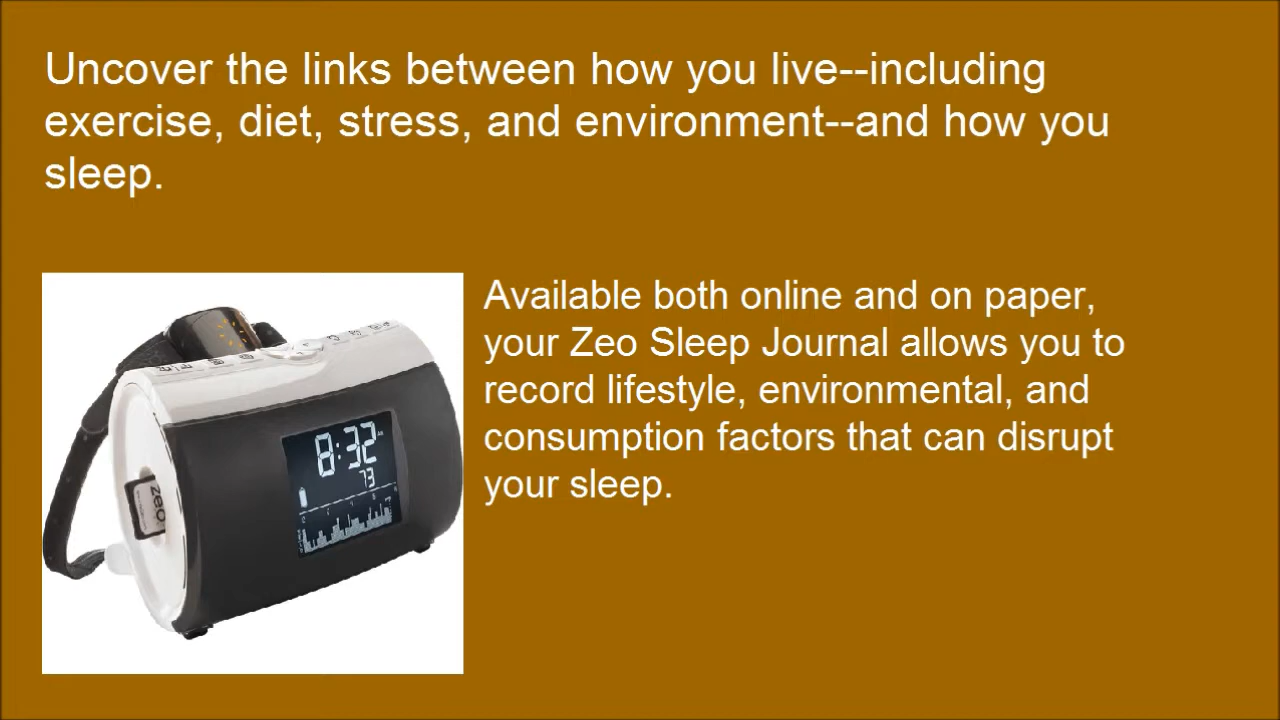 Uncover the links between how you live--including
exercise, diet, stress, and environment--and how you
sleep.
Available both online and on paper,
your Zeo Sleep Journal allows you to
record lifestyle, environmental, and
consumption factors that can disrupt
your sleep.
8:32
73
zeo